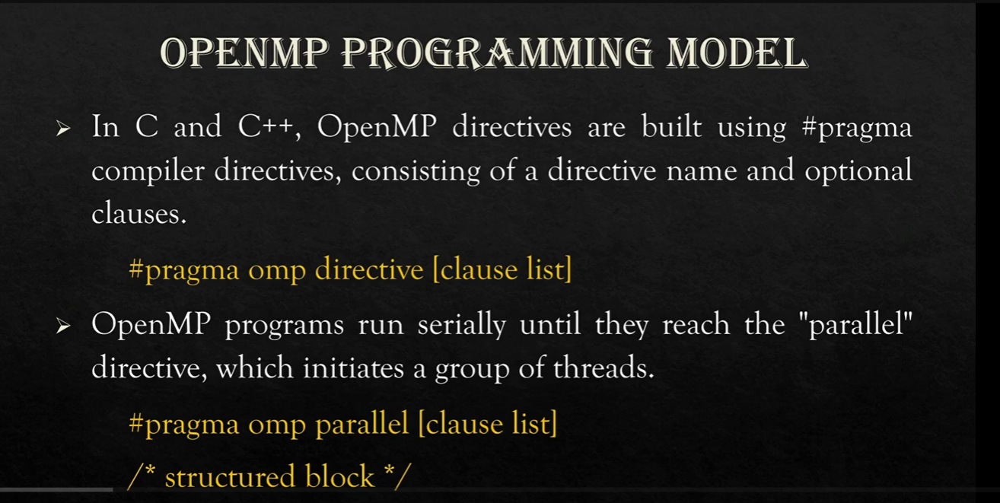 OPENMP PROGRAMMING MODEL
In C and C++, OpenMP directives are built using #pragma
compiler directives, consisting of a directive name and optional
clauses.
#pragma omp directive [clause list]
OpenMP programs run serially until they reach the "parallel"
directive, which initiates a group of threads.
#pragma omp parallel [clause list]
/* structured block */